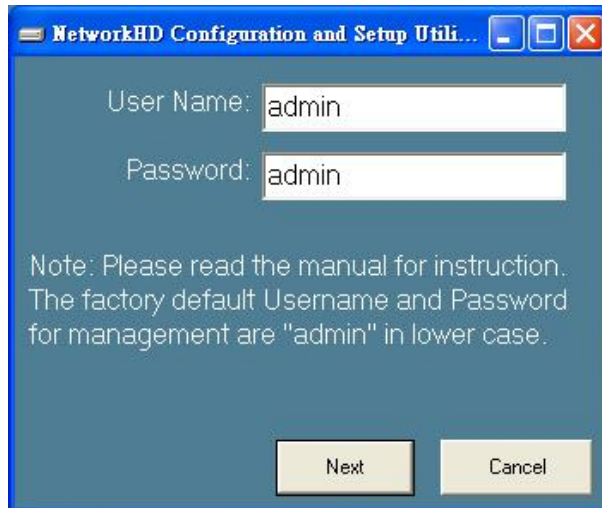 NetworkHD Configuration and Setup Utili...
User Name: admin
Password: admin
Note: Please read the manual for instruction.
The factory default Username and Password
for management are "admin" in lower case.
Next Cancel